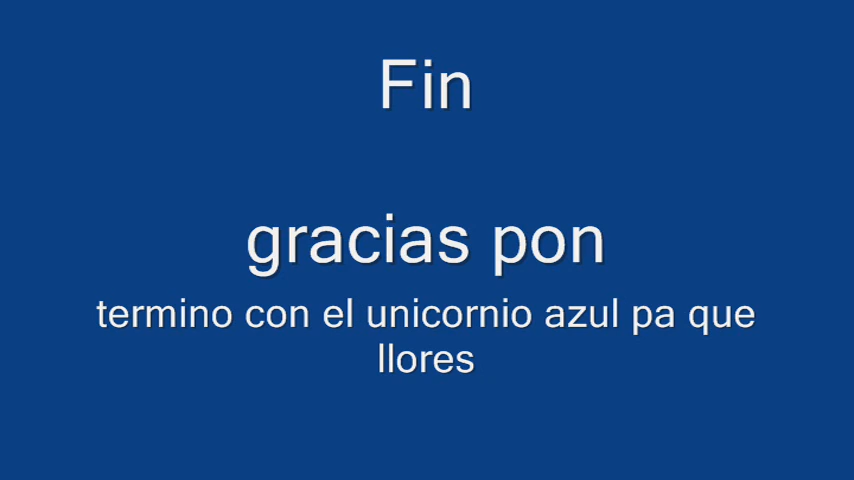 Fin
gracias pon
termino con el unicornio azul pa que
llores